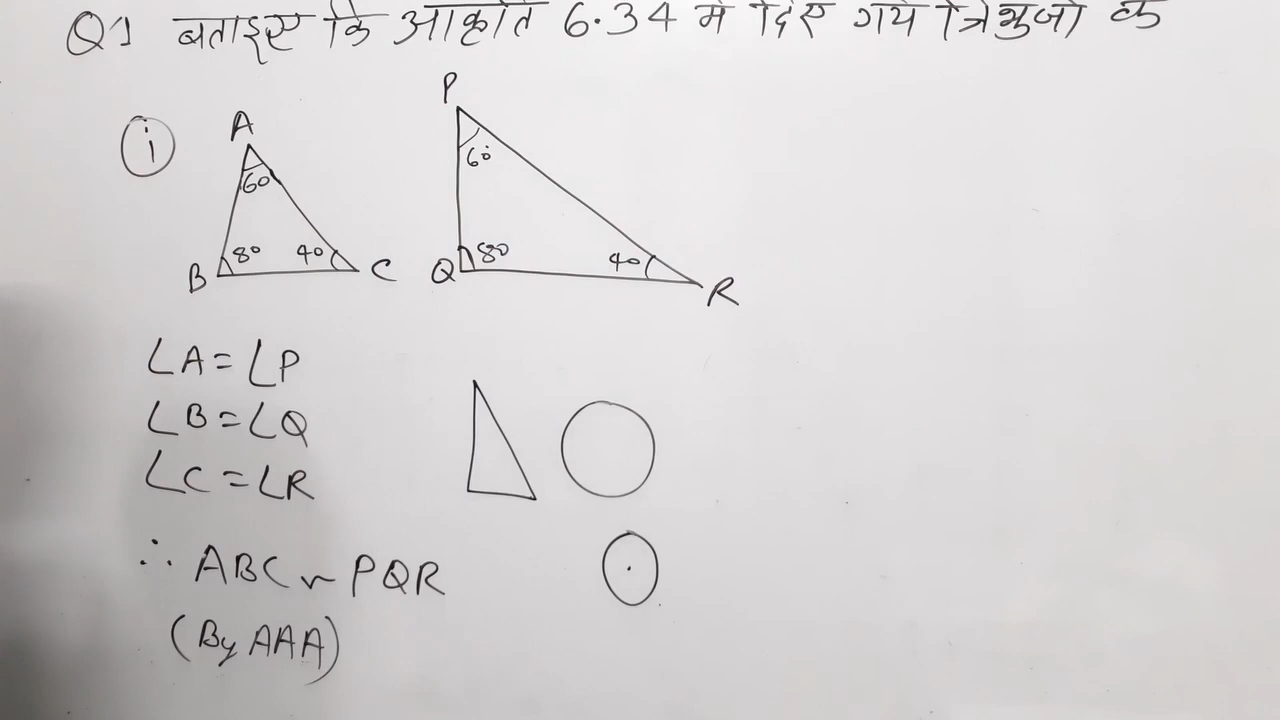 Q1 बताइए कि आकृति 6.34 में दिए गये त्रिभुजों के
i
A
60
B
80
40
C
P
60
Q
80
40
R
∠A=∠P
∠B=∠Q
∠C=∠R
∴ ABC ~ PQR
(By AAA)